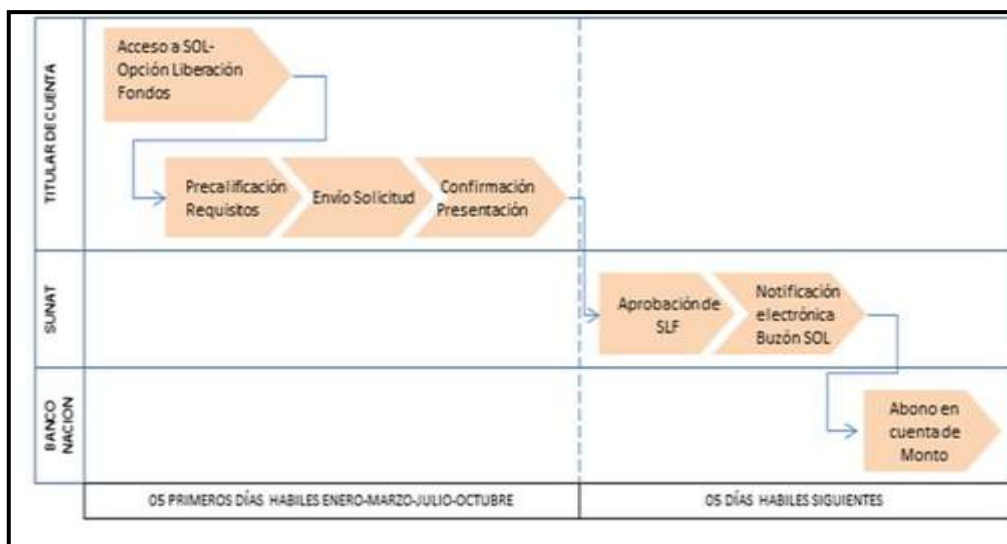 TITULAR DE CUENTA
Acceso a SOL-
Opción Liberación
Fondos
Precalificación
Requisitos
Envío Solicitud
Confirmación
Presentación
SUNAT
Aprobación de
SLF
Notificación
electrónica
Buzón SOL
BANCO
NACION
Abono en
cuenta de
Monto
05 PRIMEROS DÍAS HABILES ENERO-MARZO-JULIO-OCTUBRE
05 DÍAS HABILES SIGUIENTES